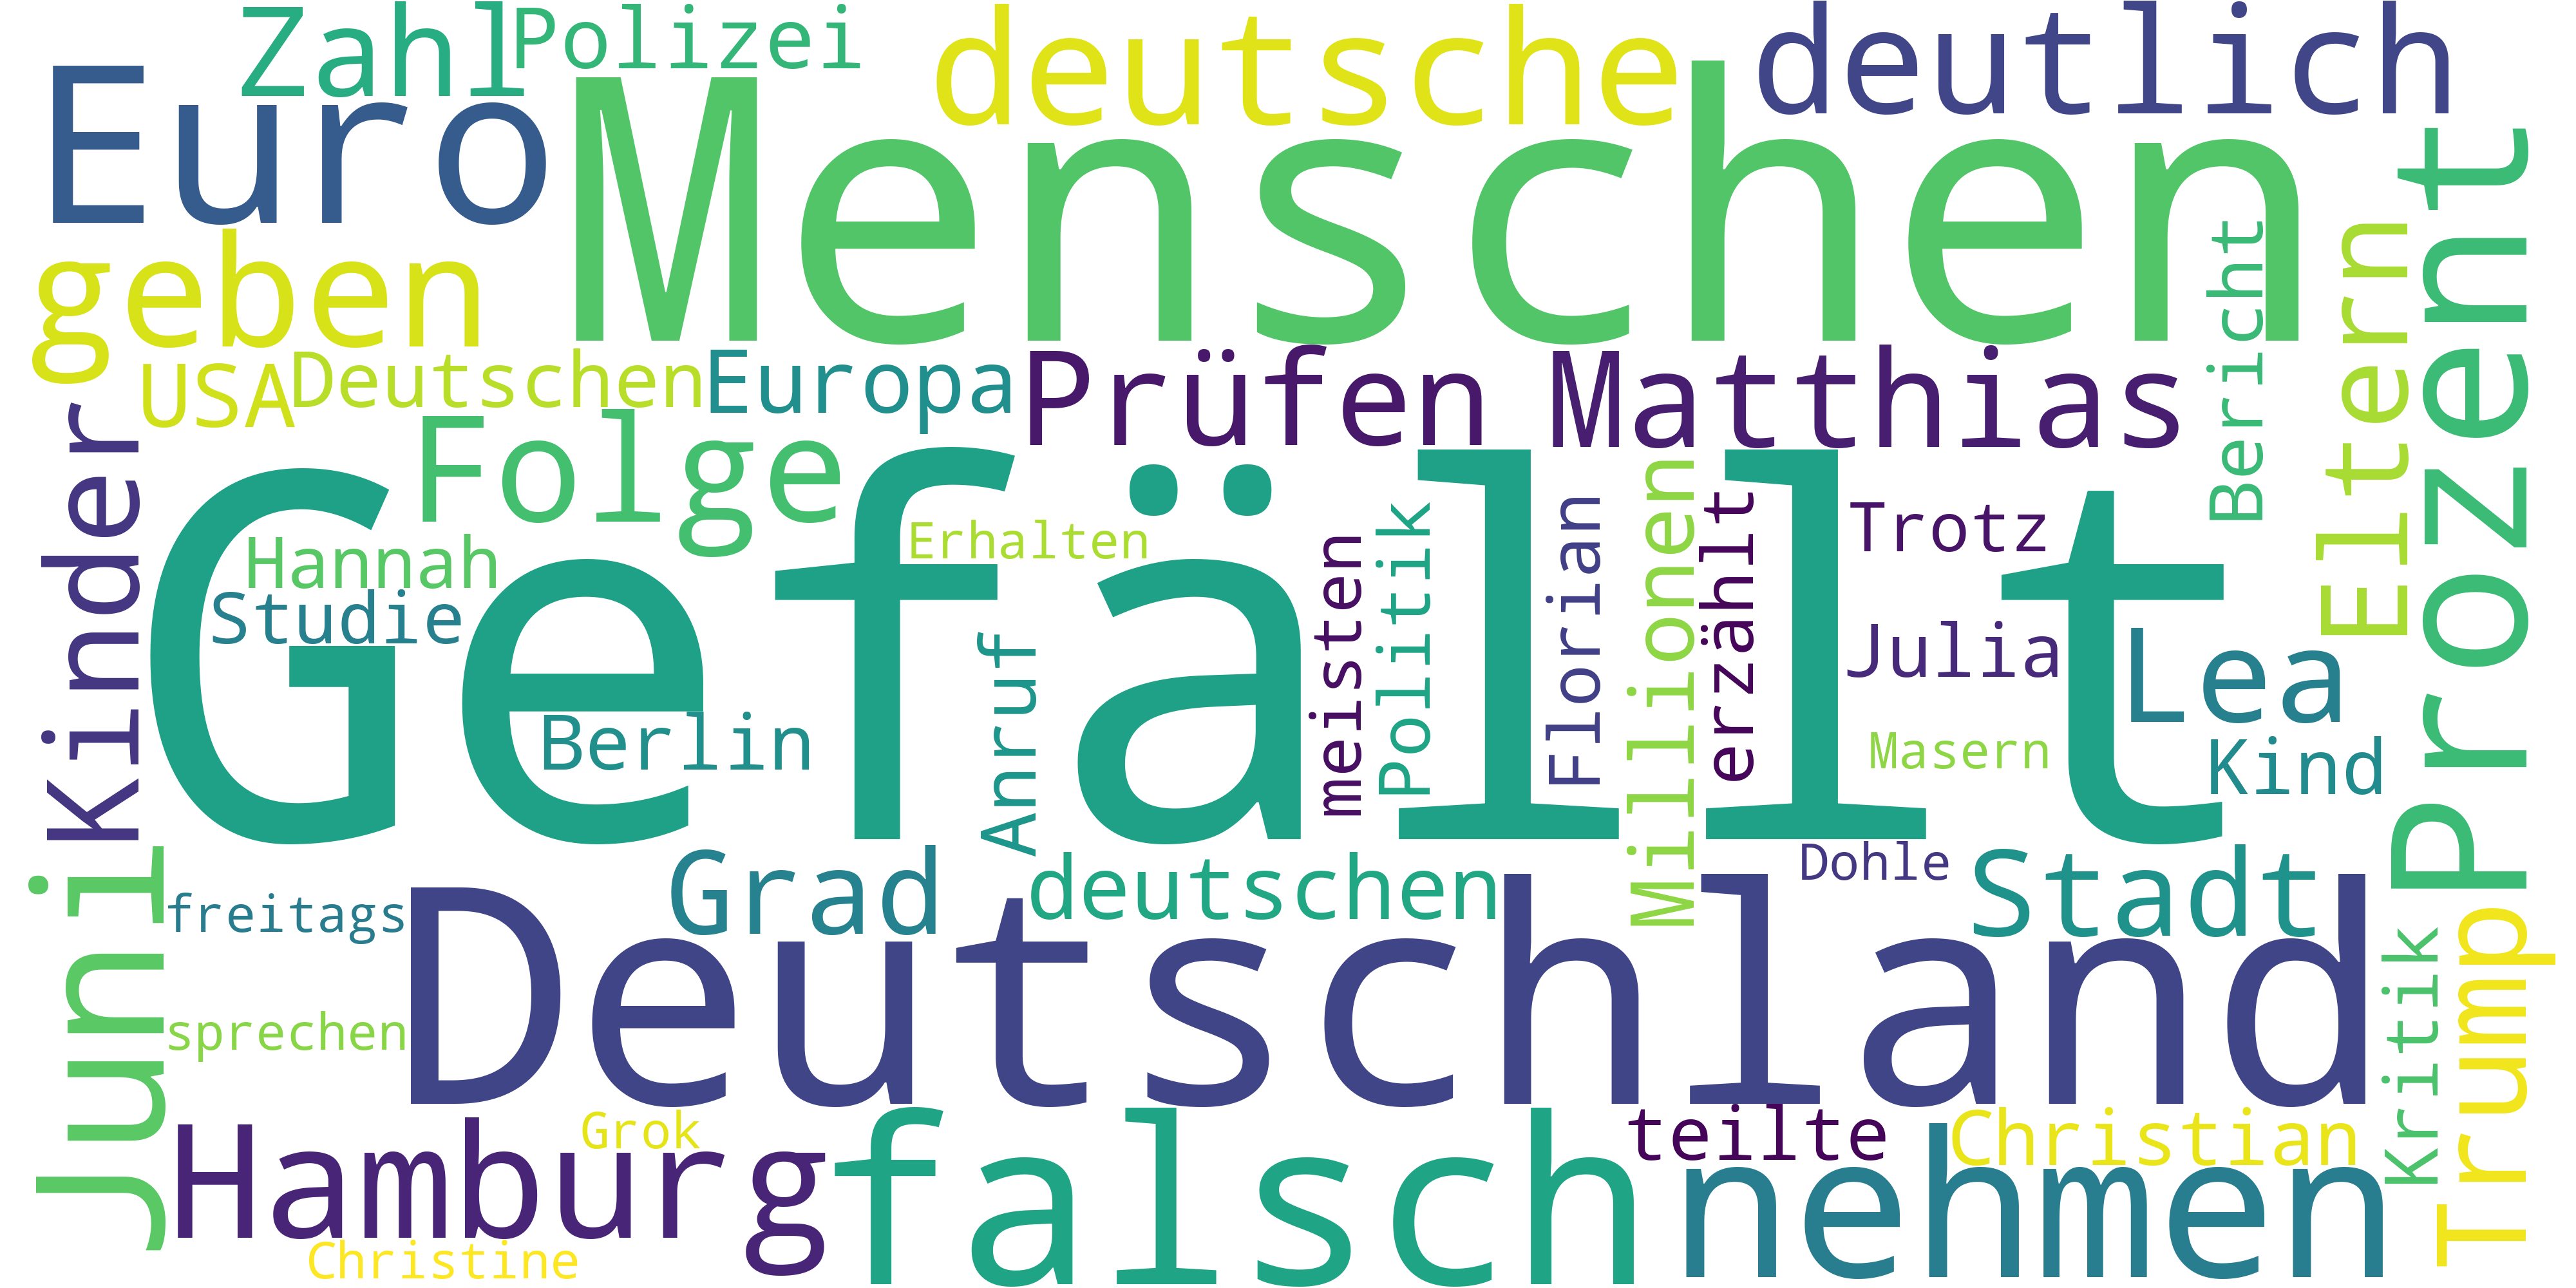 Zahl
Polizei
deutsche
deutlich
Euro
Menschen
Prozent
geben
Bericht
Eltern
USA
Deutschen
Europa
Prüfen
Matthias
Kinder
Folge
Gefällt
Hannah
Erhalten
Studie
Berlin
Anruf
meisten
Politik
Florian
Millionen
erzählt
Trotz
Julia
Lea
Masern
Kind
Juni
Grad
deutschen
Dohle
Stadt
freitags
Deutschland
sprechen
Kritik
Trump
Hamburg
Grok
falsch
teilte
Christian
nehmen
Christine